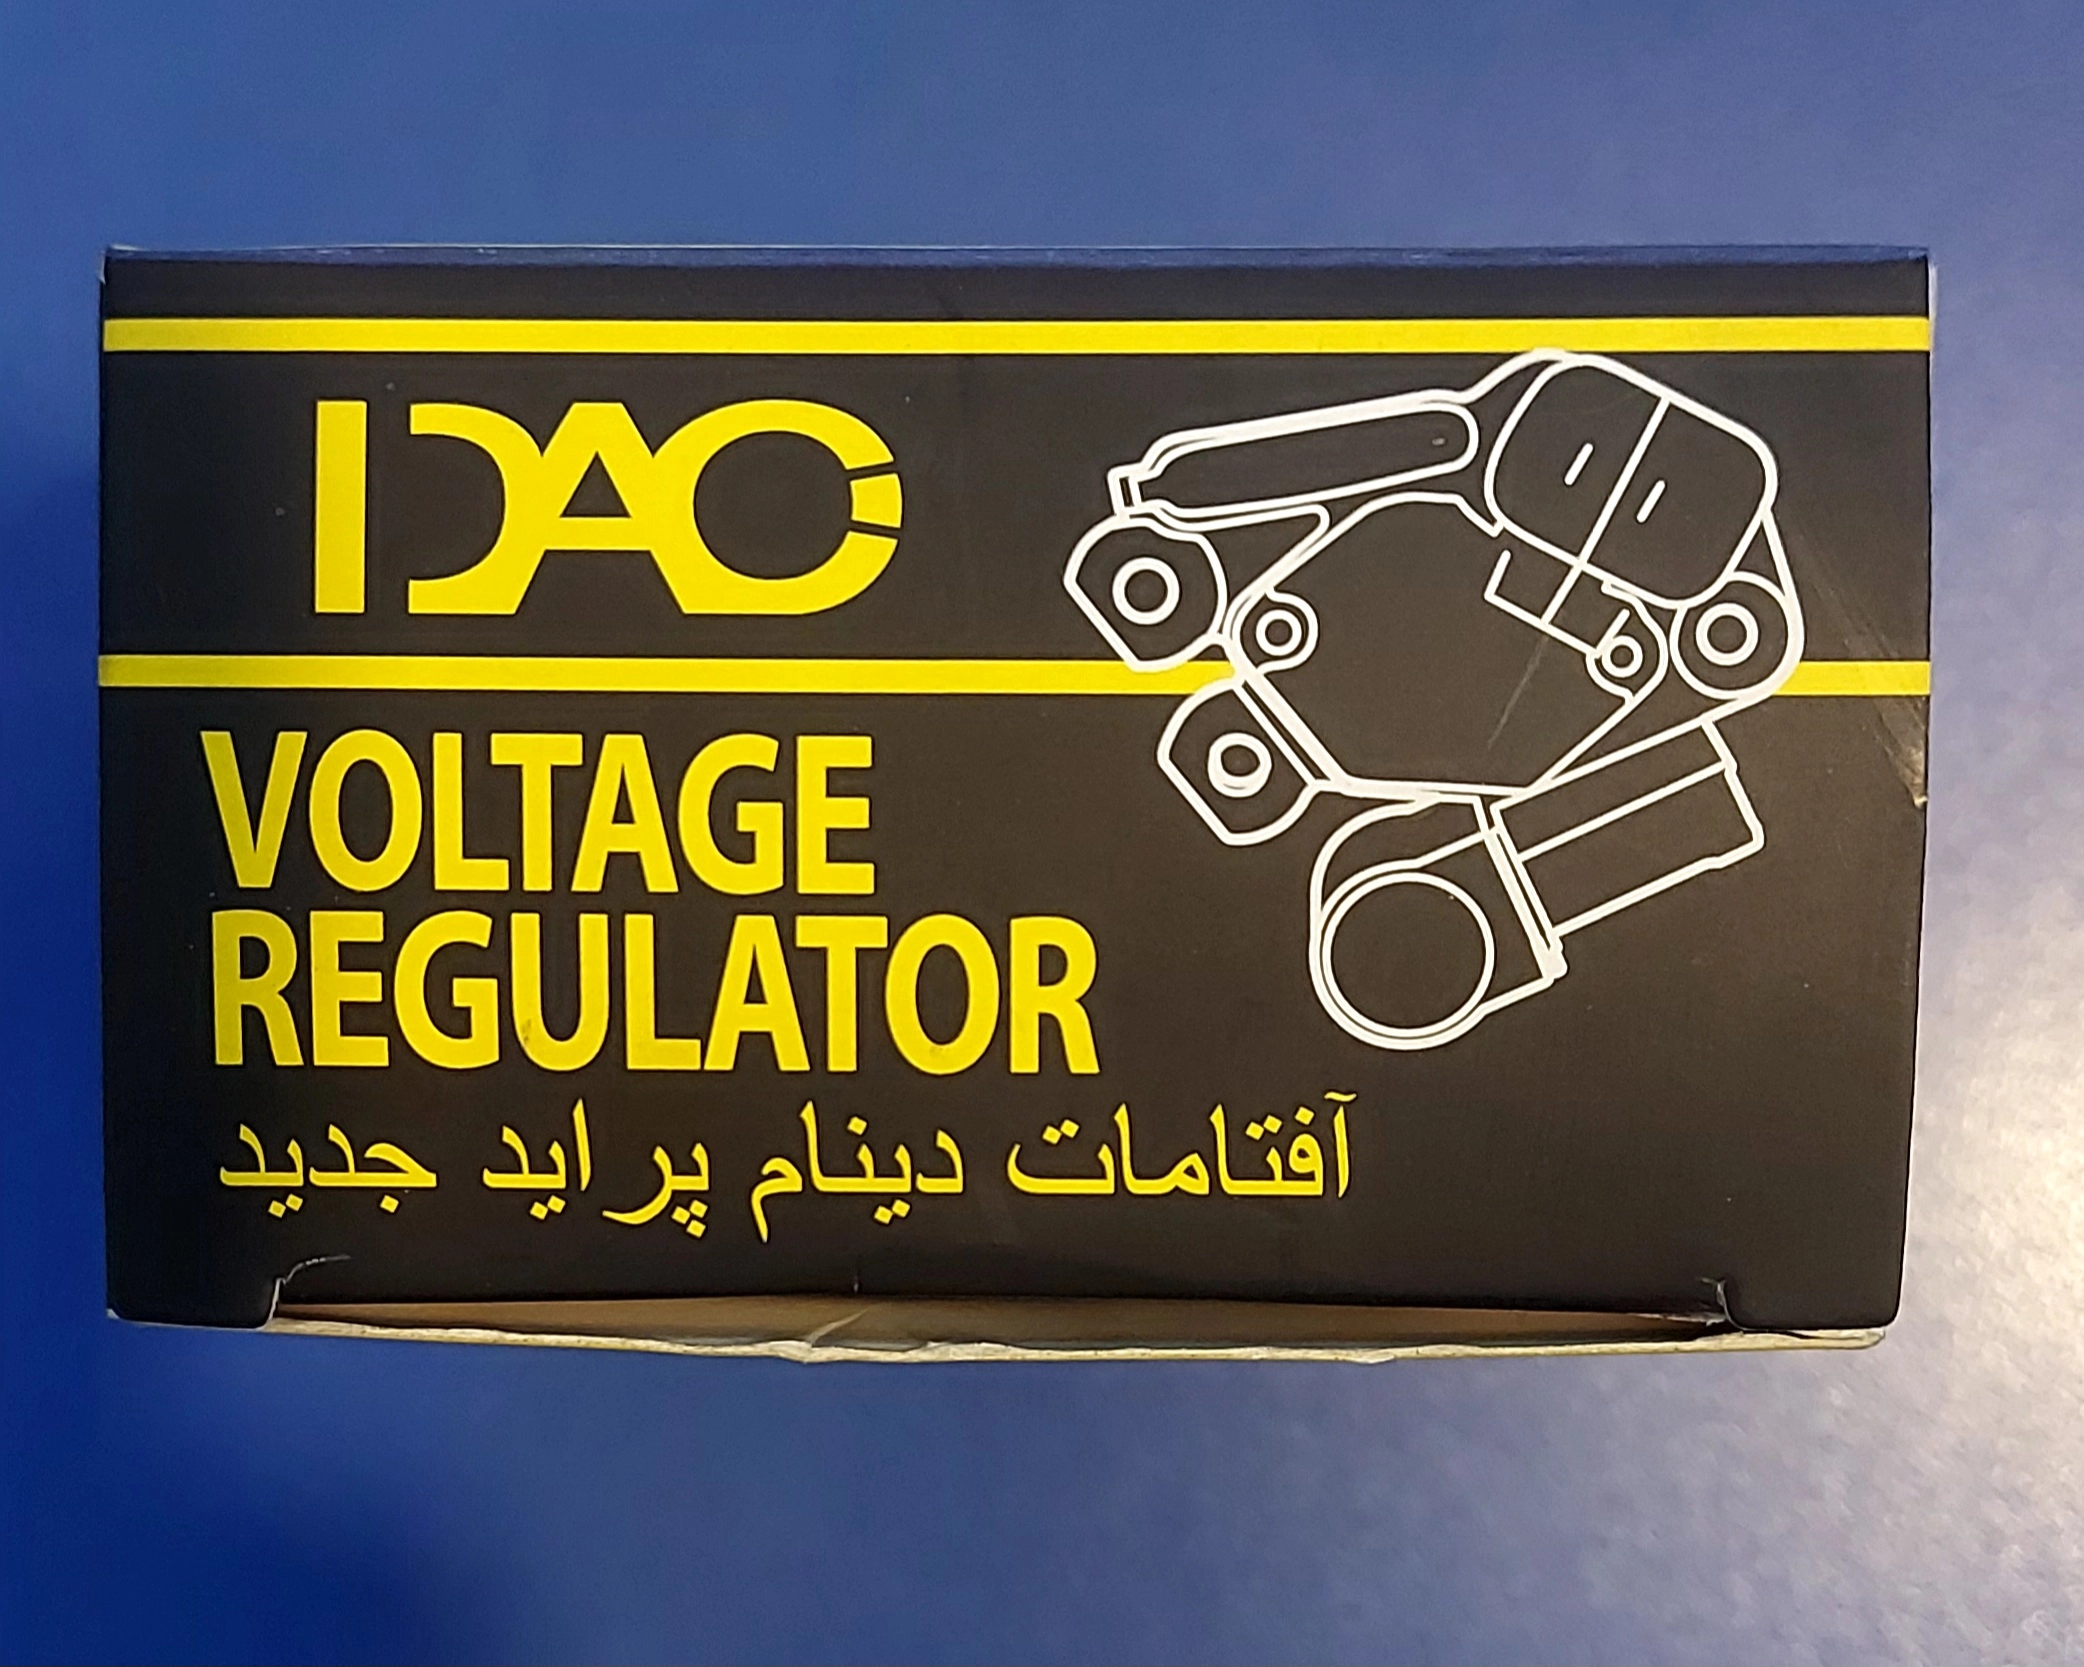 IDAC
VOLTAGE
REGULATOR
آفتامات دینام پراید جدید